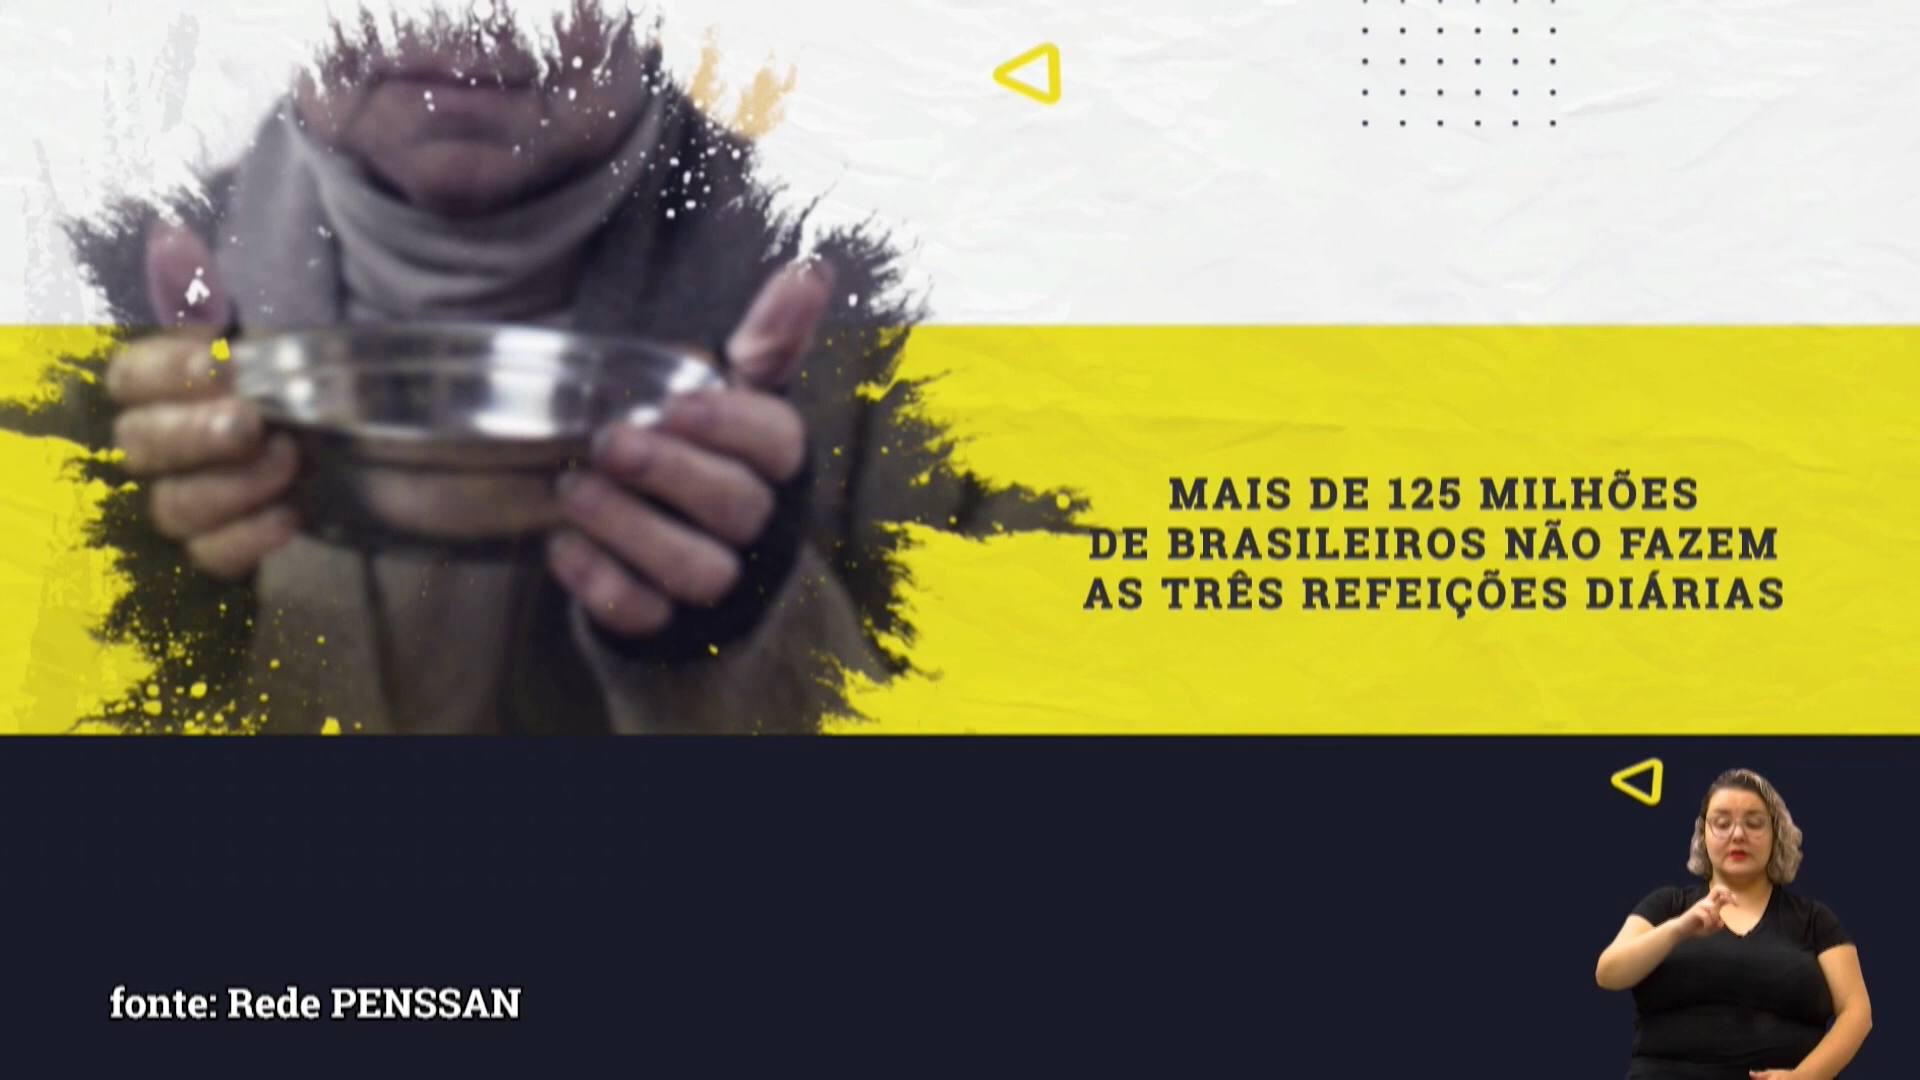 MAIS DE 125 MILHÕES
DE BRASILEIROS NÃO FAZEM
AS TRÊS REFEIÇÕES DIÁRIAS
fonte: Rede PENSSAN